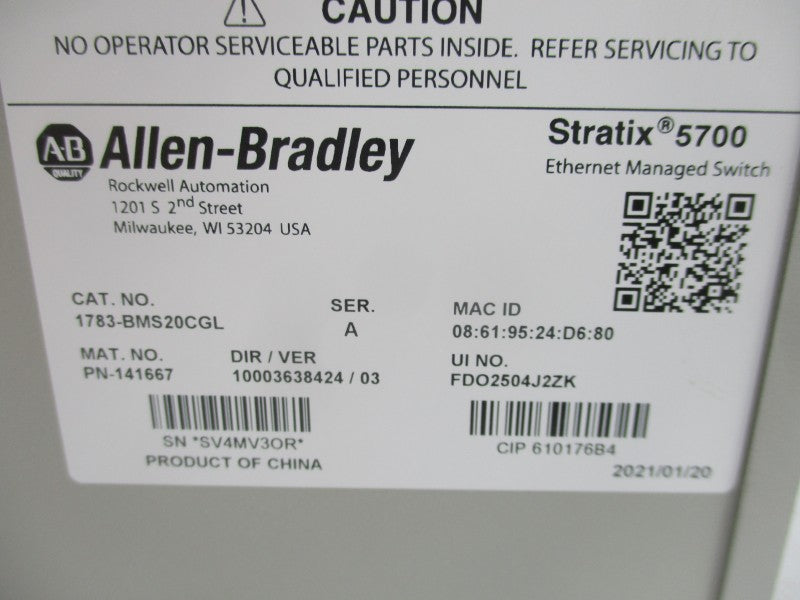 CAUTION
NO OPERATOR SERVICEABLE PARTS INSIDE. REFER SERVICING TO
QUALIFIED PERSONNEL
A-B
QUALITY
Allen-Bradley
Rockwell Automation
1201 S 2nd Street
Milwaukee, WI 53204 USA
Stratix®5700
Ethernet Managed Switch
CAT. NO.
1783-BMS20CGL
SER.
A
MAC ID
08:61:95:24:D6:80
MAT. NO.
PN-141667
DIR / VER
10003638424 / 03
UI NO.
FDO2504J2ZK
SN *SV4MV3OR*
PRODUCT OF CHINA
CIP 610176B4
2021/01/20